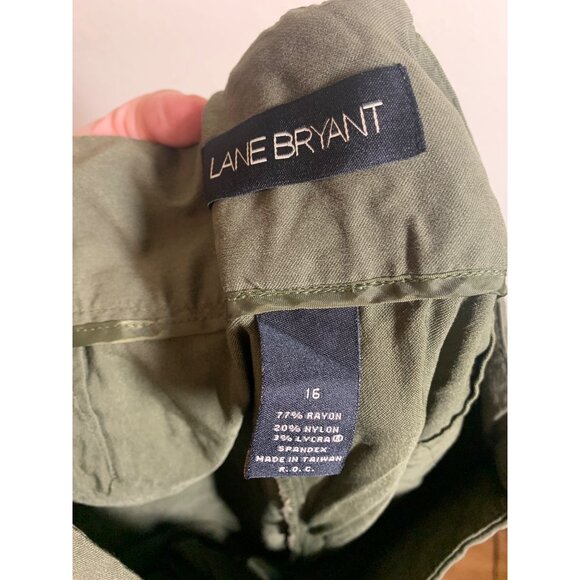 LANE BRYANT
16
77% RAYON
20% NYLON
3% LYCRA ®
SPANDEX
MADE IN TAIWAN
R.O.C.